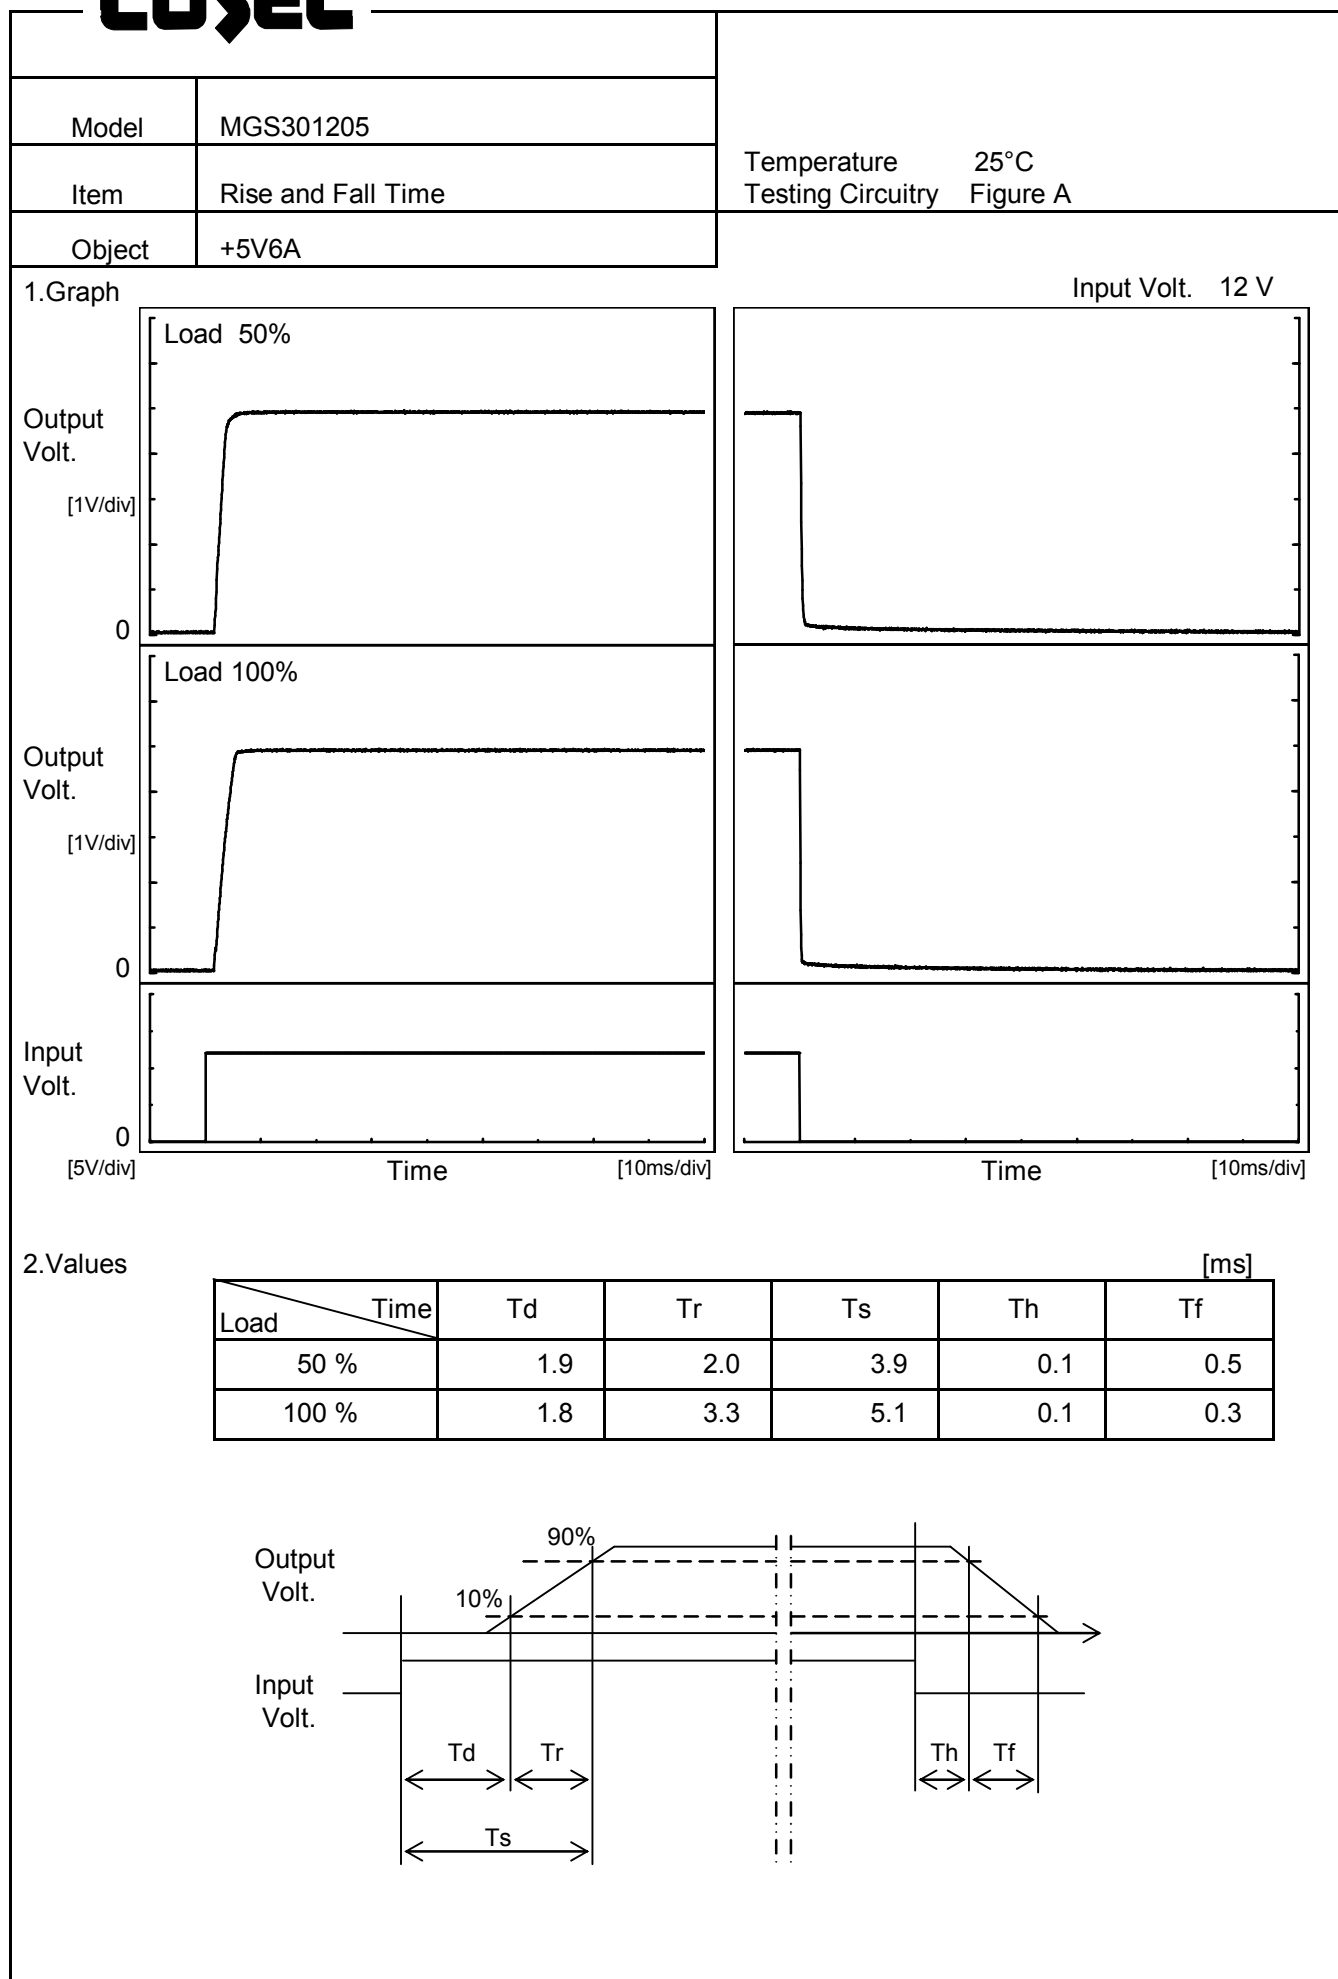 COSEL
Model MGS301205
Item Rise and Fall Time
Object +5V6A
Temperature 25°C
Testing Circuitry Figure A
1.Graph
Input Volt. 12 V
Load 50%
Output
Volt.
[1V/div]
0
Load 100%
Output
Volt.
[1V/div]
0
Input
Volt.
0
[5V/div] Time [10ms/div] Time [10ms/div]
2.Values [ms]
Load Time Td Tr Ts Th Tf
50 % 1.9 2.0 3.9 0.1 0.5
100 % 1.8 3.3 5.1 0.1 0.3
90%
Output
Volt.
10%
Input
Volt.
Td Tr Th Tf
Ts